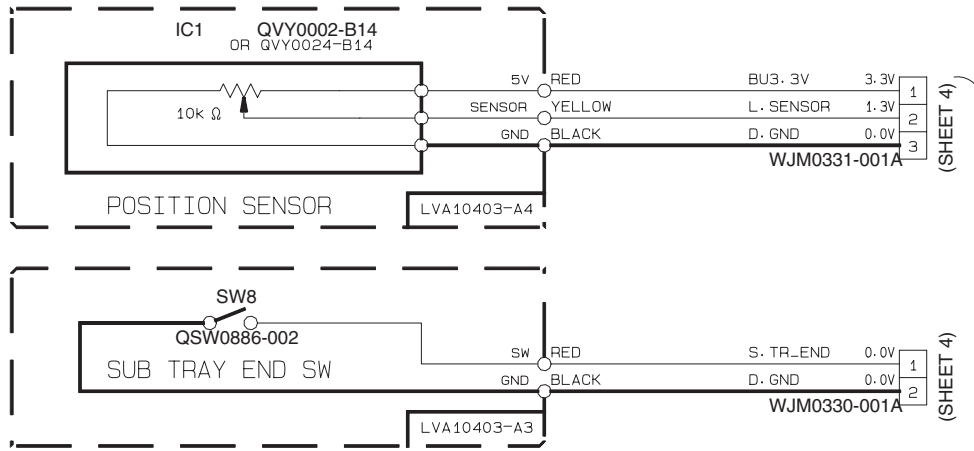 IC1 QVY0002-B14
OR QVY0024-B14
10k Ω
5V RED BU3.3V 3.3V 1
SENSOR YELLOW L.SENSOR 1.3V 2
GND BLACK D.GND 0.0V 3
WJM0331-001A
(SHEET 4)
POSITION SENSOR
LVA10403-A4
SW8
QSW0886-002
SUB TRAY END SW
SW RED S.TR_END 0.0V 1
GND BLACK D.GND 0.0V 2
WJM0330-001A
(SHEET 4)
LVA10403-A3